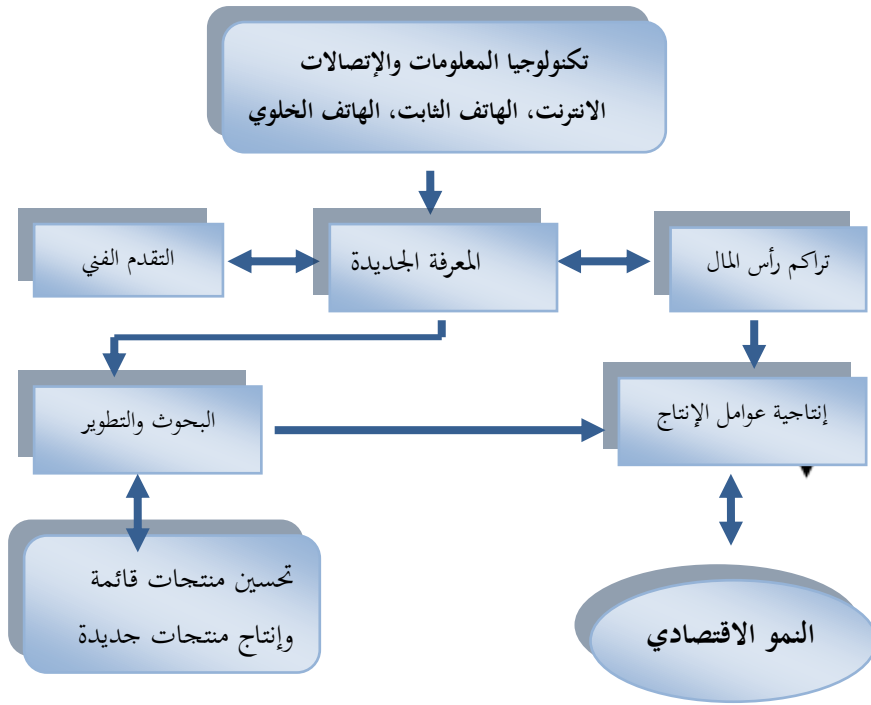 تكنولوجيا المعلومات والإتصالات
الانترنت، الهاتف الثابت، الهاتف الخلوي
تراكم رأس المال
المعرفة الجديدة
التقدم الفني
إنتاجية عوامل الإنتاج
البحوث والتطوير
النمو الاقتصادي
تحسين منتجات قائمة
وإنتاج منتجات جديدة